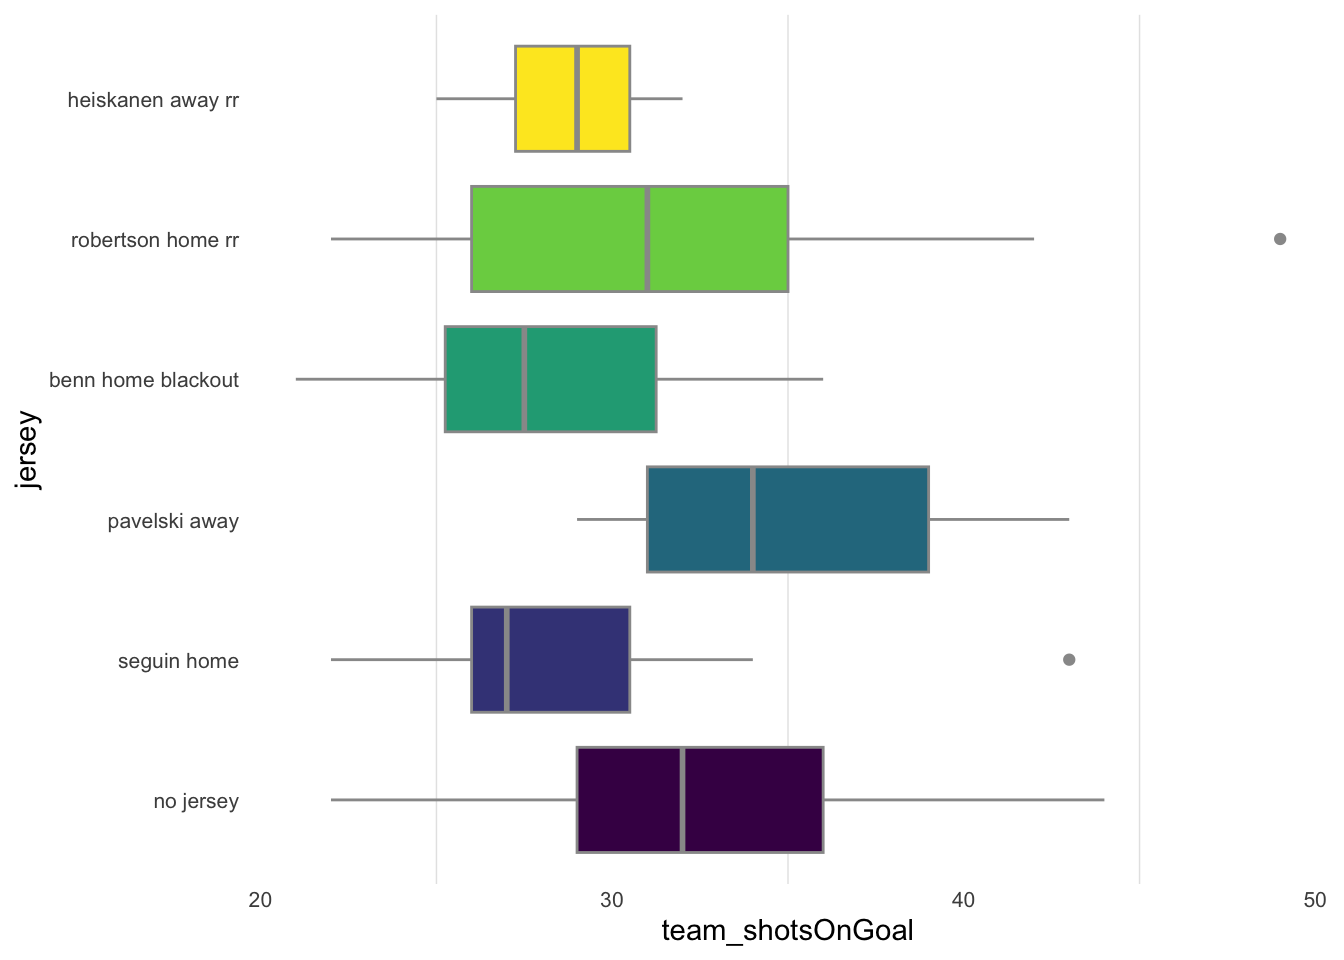 heiskanen away rr
robertson home rr
benn home blackout
jersey
pavelski away
seguin home
no jersey
20 30 40 50
team_shotsOnGoal